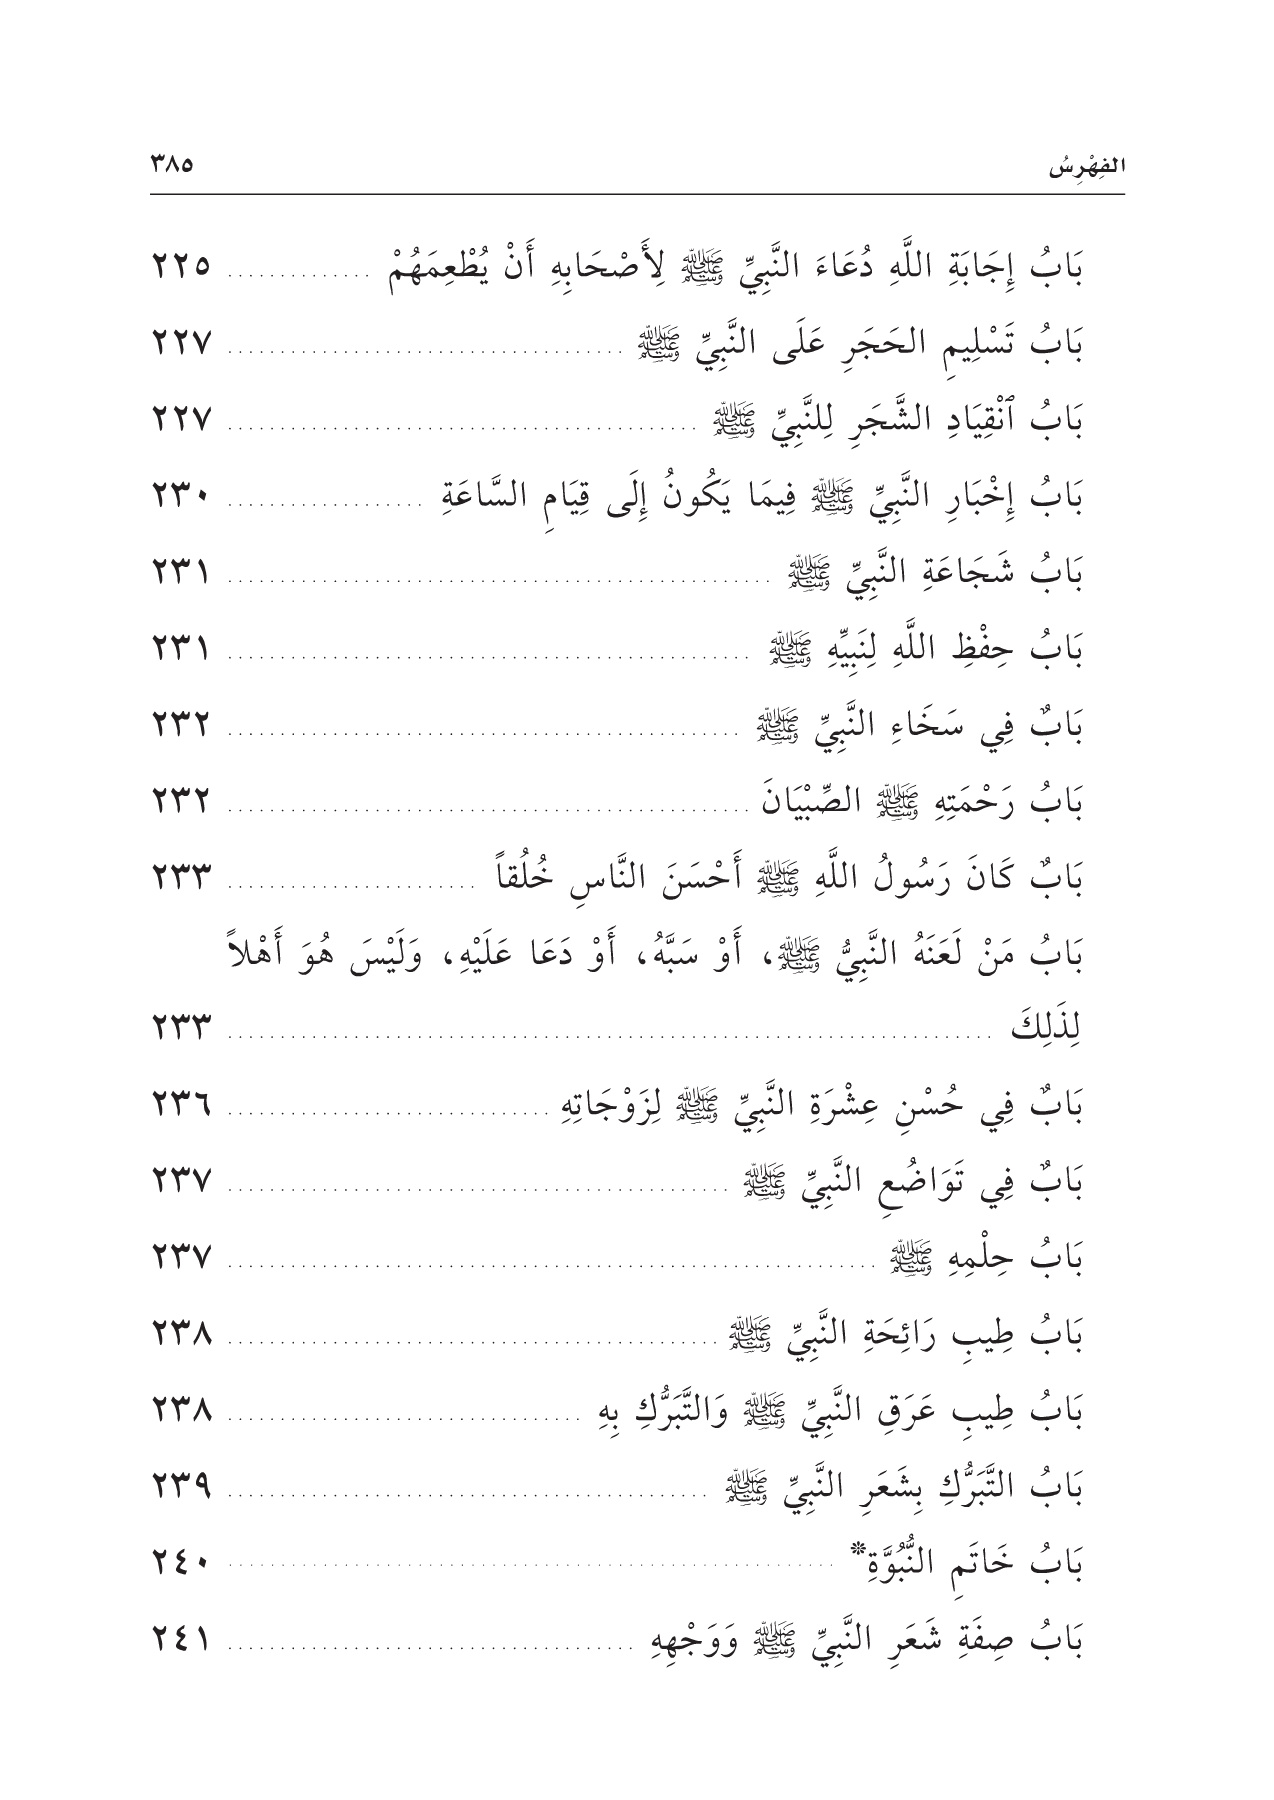 الفِهْرِسُ ٣٨٥
بَابُ إِجَابَةِ اللَّهِ دُعَاءَ النَّبِيِّ ﷺ لِأَصْحَابِهِ أَنْ يُطْعِمَهُمْ .............. ٢٢٥
بَابُ تَسْلِيمِ الحَجَرِ عَلَى النَّبِيِّ ﷺ ...................................... ٢٢٧
بَابُ ٱنْقِيَادِ الشَّجَرِ لِلنَّبِيِّ ﷺ ............................................. ٢٢٧
بَابُ إِخْبَارِ النَّبِيِّ ﷺ فِيمَا يَكُونُ إِلَى قِيَامِ السَّاعَةِ ................... ٢٣٠
بَابُ شَجَاعَةِ النَّبِيِّ ﷺ .................................................... ٢٣١
بَابُ حِفْظِ اللَّهِ لِنَبِيِّهِ ﷺ .................................................. ٢٣١
بَابٌ فِي سَخَاءِ النَّبِيِّ ﷺ ................................................ ٢٣٢
بَابُ رَحْمَتِهِ ﷺ الصِّبْيَانَ .................................................. ٢٣٢
بَابٌ كَانَ رَسُولُ اللَّهِ ﷺ أَحْسَنَ النَّاسِ خُلُقاً ........................ ٢٣٣
بَابُ مَنْ لَعَنَهُ النَّبِيُّ ﷺ، أَوْ سَبَّهُ، أَوْ دَعَا عَلَيْهِ، وَلَيْسَ هُوَ أَهْلاً
لِذَلِكَ ......................................................................... ٢٣٣
بَابٌ فِي حُسْنِ عِشْرَةِ النَّبِيِّ ﷺ لِزَوْجَاتِهِ ............................... ٢٣٦
بَابٌ فِي تَوَاضُعِ النَّبِيِّ ﷺ ................................................ ٢٣٧
بَابُ حِلْمِهِ ﷺ ............................................................. ٢٣٧
بَابُ طِيبِ رَائِحَةِ النَّبِيِّ ﷺ ............................................... ٢٣٨
بَابُ طِيبِ عَرَقِ النَّبِيِّ ﷺ وَالتَّبَرُّكِ بِهِ .................................. ٢٣٨
بَابُ التَّبَرُّكِ بِشَعَرِ النَّبِيِّ ﷺ .............................................. ٢٣٩
بَابُ خَاتَمِ النُّبُوَّةِ* .......................................................... ٢٤٠
بَابُ صِفَةِ شَعَرِ النَّبِيِّ ﷺ وَوَجْهِهِ ....................................... ٢٤١